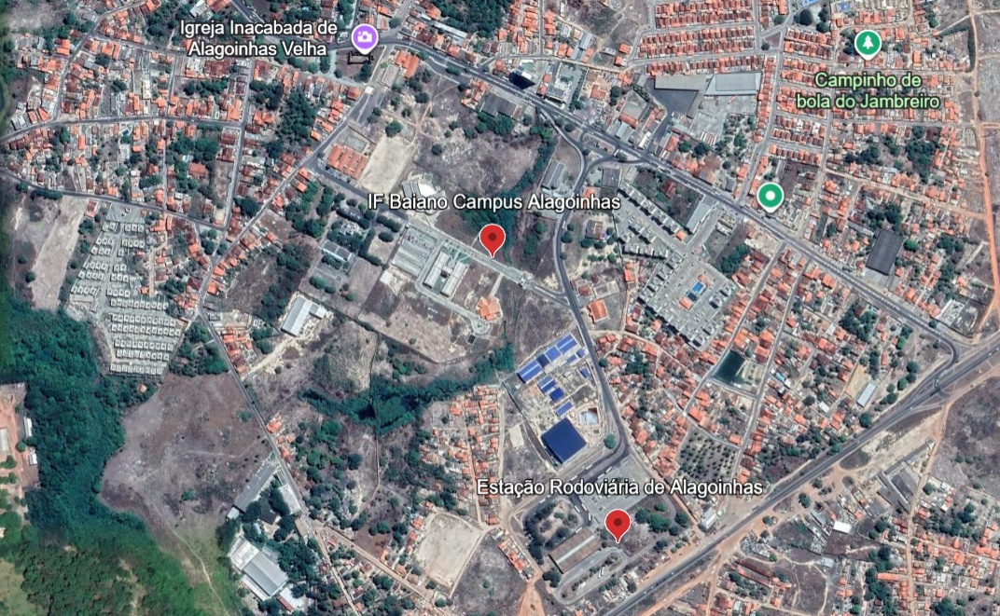 Igreja Inacabada de
Alagoinhas Velha
Campinho de
bola do Jambreiro
IF Baiano Campus Alagoinhas
Estação Rodoviária de Alagoinhas